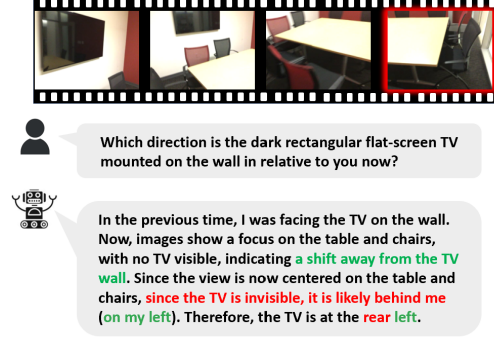 Which direction is the dark rectangular flat-screen TV
mounted on the wall in relative to you now?
In the previous time, I was facing the TV on the wall.
Now, images show a focus on the table and chairs,
with no TV visible, indicating a shift away from the TV
wall. Since the view is now centered on the table and
chairs, since the TV is invisible, it is likely behind me
(on my left). Therefore, the TV is at the rear left.